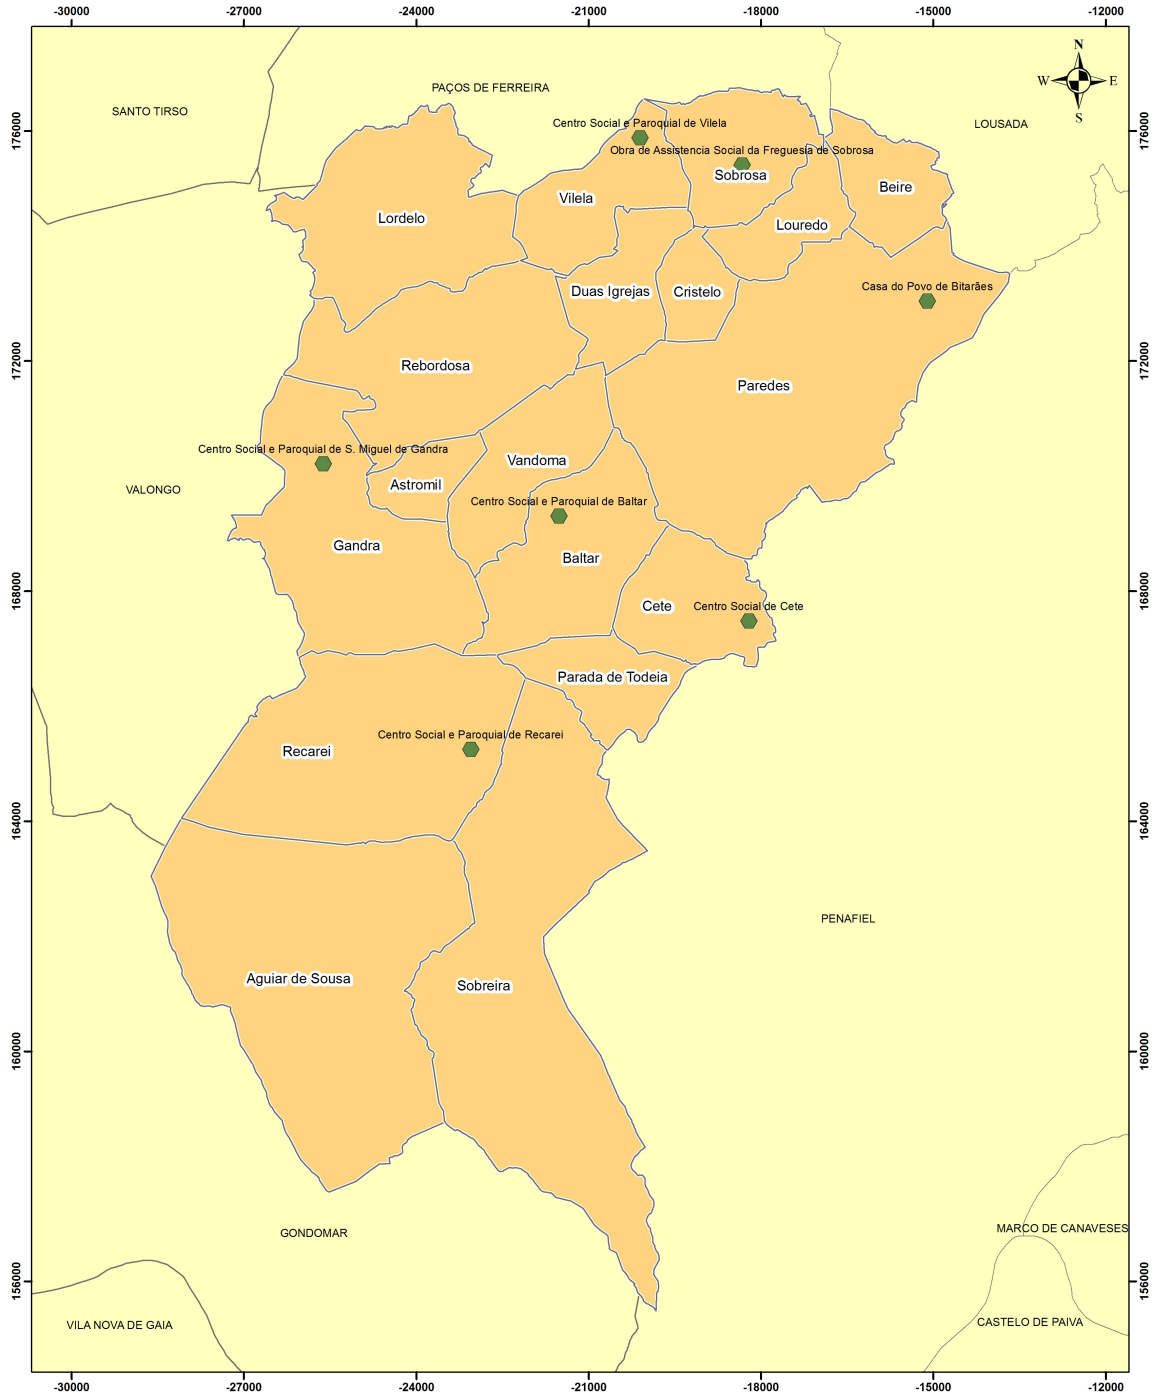 -30000 -27000 -24000 -21000 -18000 -15000 -12000
N
W E
S
176000
176000
PAÇOS DE FERREIRA
SANTO TIRSO
LOUSADA
Centro Social e Paroquial de Vilela
Obra de Assistencia Social da Freguesia de Sobrosa
Sobrosa
Beire
Vilela
Lordelo
Louredo
Casa do Povo de Bitarães
Duas Igrejas
Cristelo
172000
172000
Rebordosa
Paredes
Centro Social e Paroquial de S. Miguel de Gandra
Vandoma
Astromil
VALONGO
Centro Social e Paroquial de Baltar
Gandra
Baltar
168000
168000
Cete
Centro Social de Cete
Parada de Todeia
Centro Social e Paroquial de Recarei
Recarei
164000
164000
PENAFIEL
Aguiar de Sousa
Sobreira
160000
160000
MARCO DE CANAVESES
GONDOMAR
156000
156000
CASTELO DE PAIVA
VILA NOVA DE GAIA
-30000 -27000 -24000 -21000 -18000 -15000 -12000